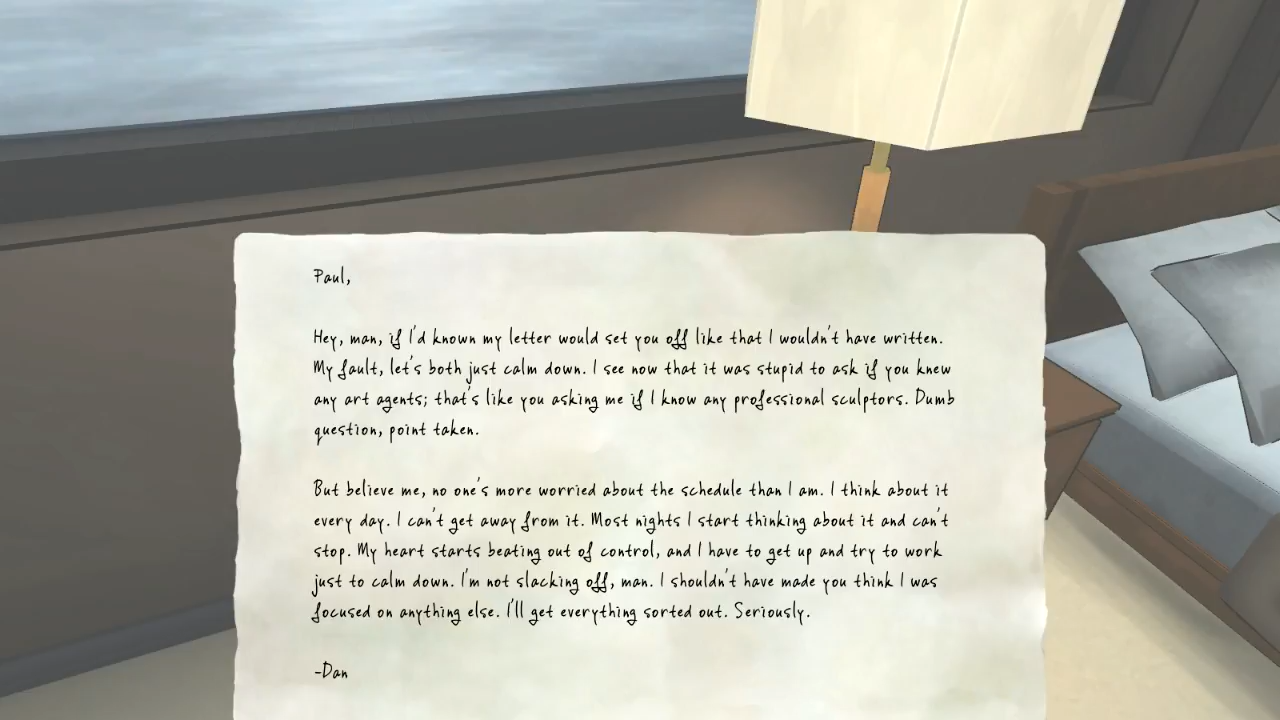 Paul,
Hey, man, if I'd known my letter would set you off like that I wouldn't have written.
My fault, let's both just calm down. I see now that it was stupid to ask if you knew
any art agents; that's like you asking me if I know any professional sculptors. Dumb
question, point taken.
But believe me, no one's more worried about the schedule than I am. I think about it
every day. I can't get away from it. Most nights I start thinking about it and can't
stop. My heart starts beating out of control, and I have to get up and try to work
just to calm down. I'm not slacking off, man. I shouldn't have made you think I was
focused on anything else. I'll get everything sorted out. Seriously.
-Dan